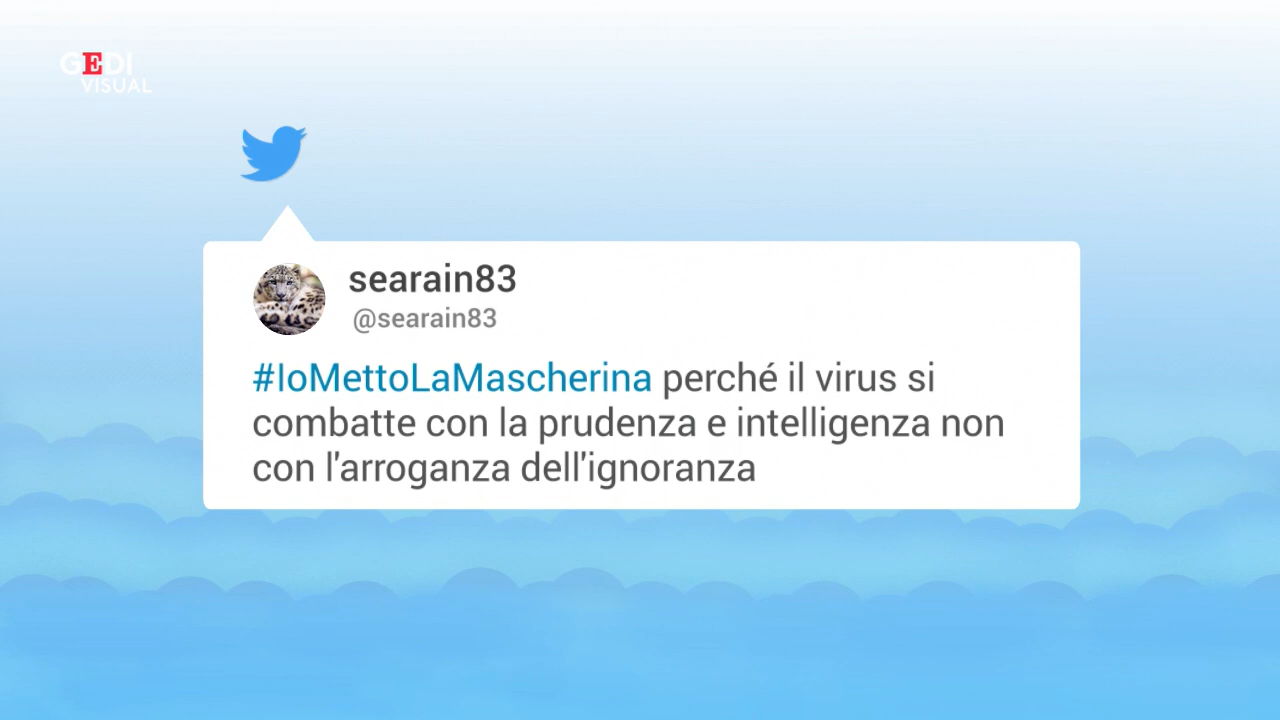 GEDI
VISUAL
searain83
@searain83
#IoMettoLaMascherina perché il virus si
combatte con la prudenza e intelligenza non
con l'arroganza dell'ignoranza